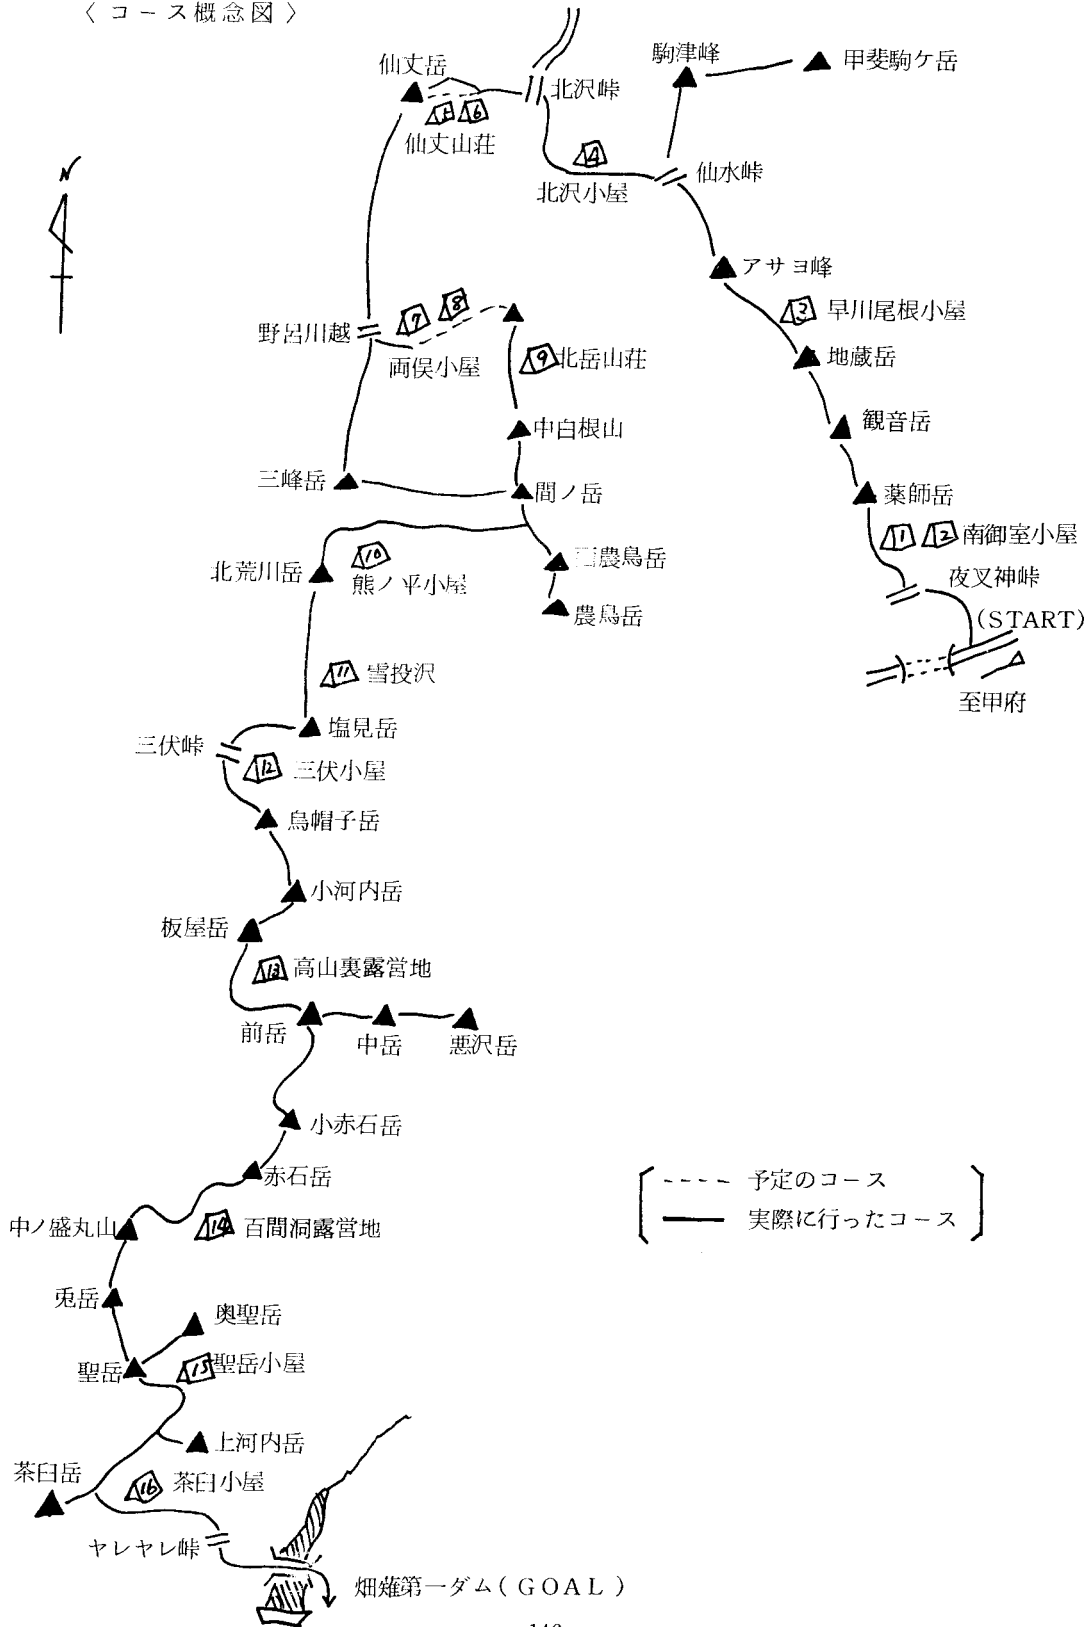 〈 コース概念図 〉
駒津峰
甲斐駒ケ岳
仙丈岳
北沢峠
5 6
仙丈山荘
4
仙水峠
北沢小屋
N
アサヨ峰
3 早川尾根小屋
7 8
野呂川越
両俣小屋
9 北岳山荘
地蔵岳
観音岳
中白根山
三峰岳
間ノ岳
薬師岳
1 2 南御室小屋
10
北荒川岳
熊ノ平小屋
農鳥岳
夜叉神峠
農鳥岳
(START)
11 雪投沢
至甲府
塩見岳
三伏峠
12 三伏小屋
烏帽子岳
小河内岳
板屋岳
13 高山裏露営地
前岳
中岳
悪沢岳
小赤石岳
赤石岳
予定のコース
実際に行ったコース
中ノ盛丸山
14 百間洞露営地
兎岳
奥聖岳
聖岳
15 聖岳小屋
上河内岳
茶臼岳
16 茶臼小屋
ヤレヤレ峠
畑薙第一ダム(GOAL)